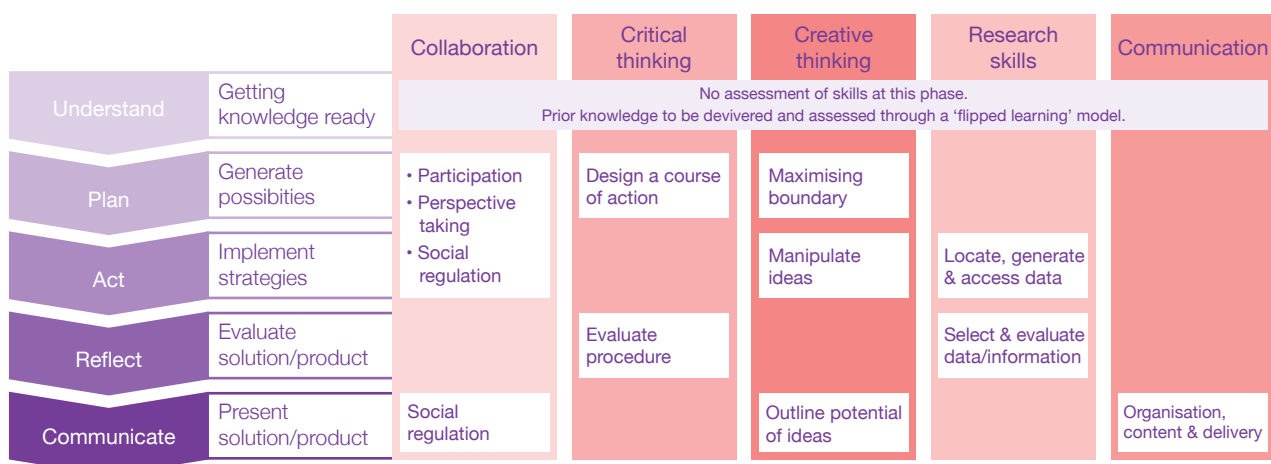 Collaboration
Critical
thinking
Creative
thinking
Research
skills
Communication
Understand
Getting
knowledge ready
No assessment of skills at this phase.
Prior knowledge to be devivered and assessed through a ‘flipped learning’ model.
Plan
Generate
possibities
• Participation
• Perspective
taking
• Social
regulation
Design a course
of action
Maximising
boundary
Act
Implement
strategies
Manipulate
ideas
Locate, generate
& access data
Reflect
Evaluate
solution/product
Evaluate
procedure
Select & evaluate
data/information
Communicate
Present
solution/product
Social
regulation
Outline potential
of ideas
Organisation,
content & delivery